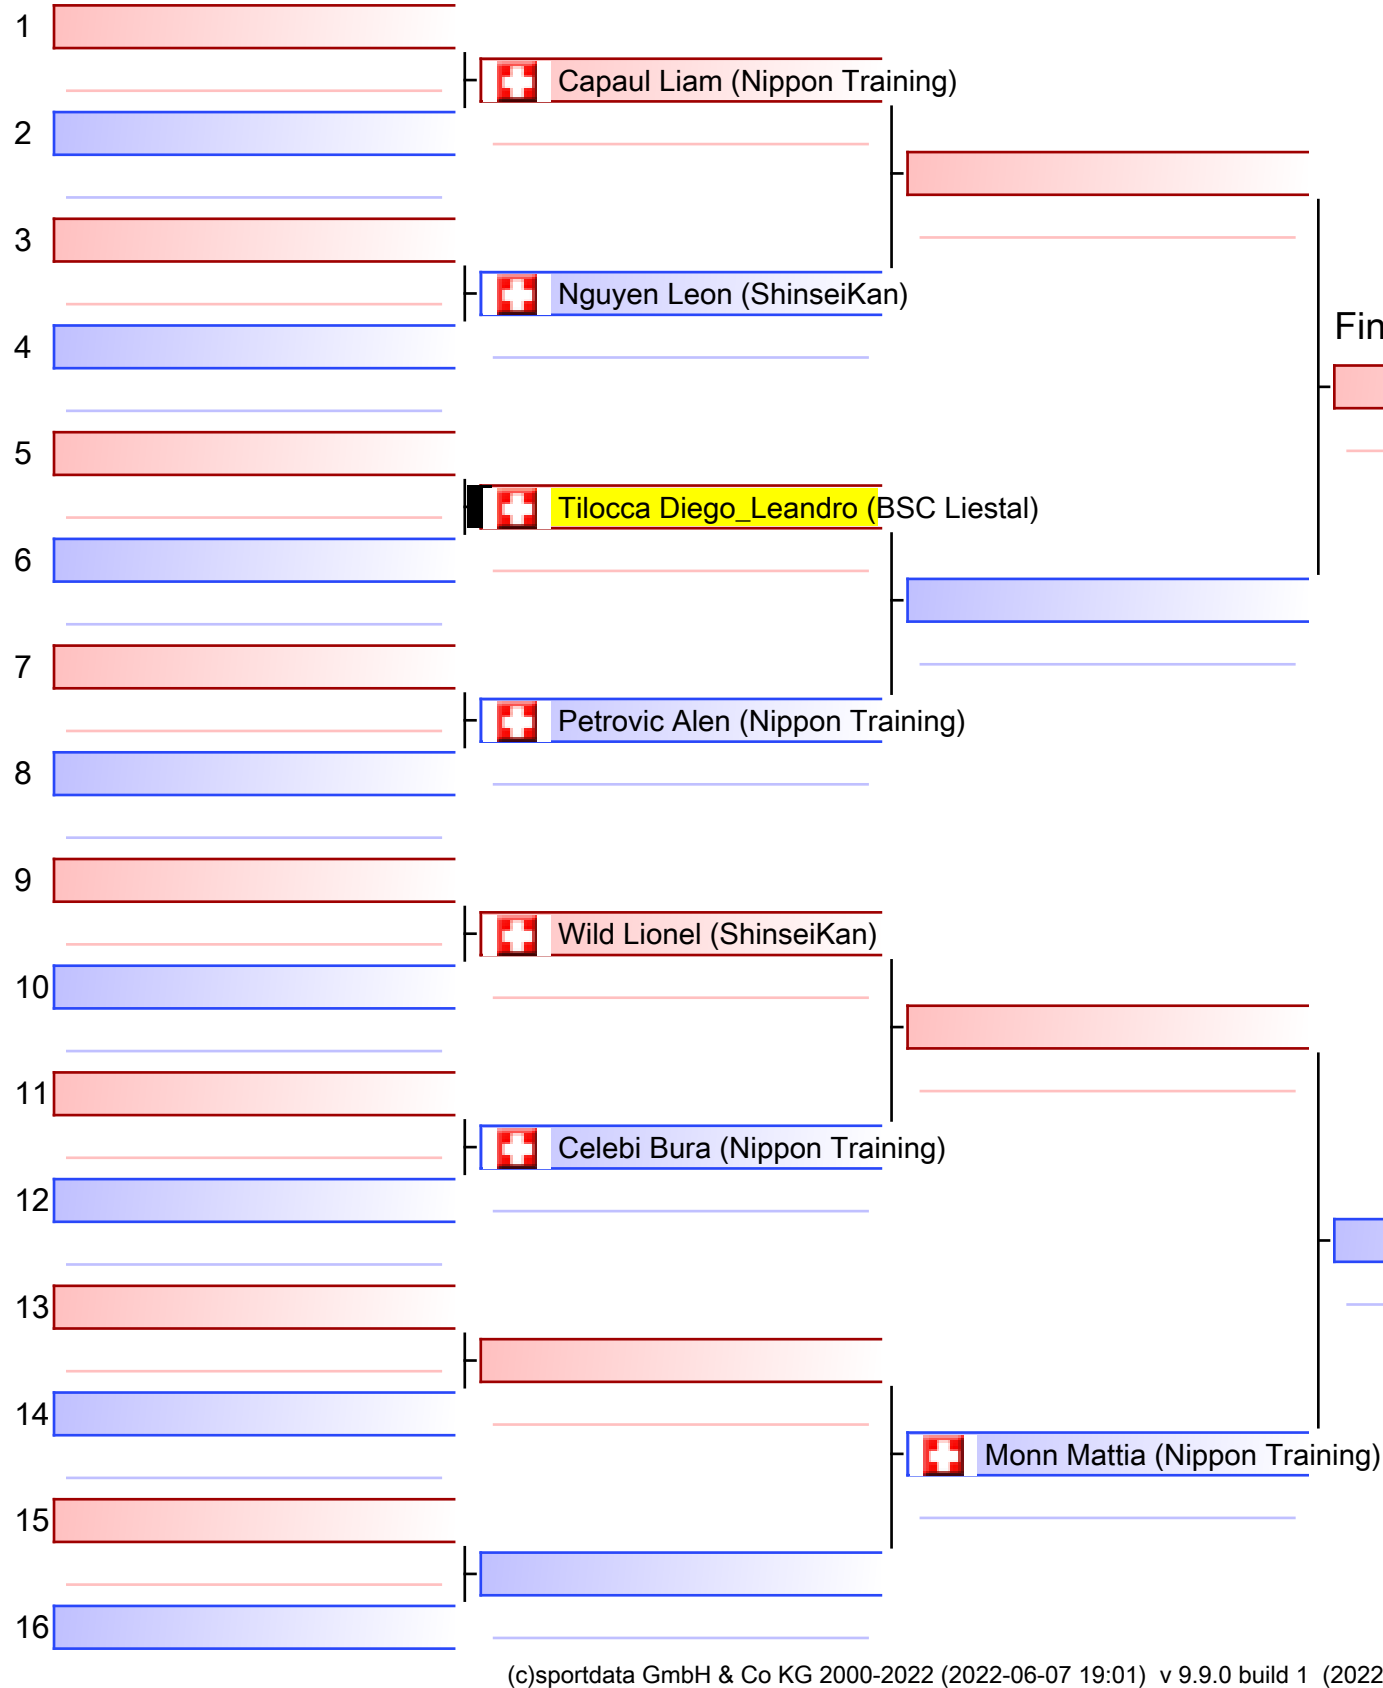 1
Capaul Liam (Nippon Training)
2
3
Nguyen Leon (ShinseiKan)
4
Fin
5
Tilocca Diego_Leandro (BSC Liestal)
6
7
Petrovic Alen (Nippon Training)
8
9
Wild Lionel (ShinseiKan)
10
11
Celebi Bura (Nippon Training)
12
13
14
Monn Mattia (Nippon Training)
15
16
(c)sportdata GmbH & Co KG 2000-2022 (2022-06-07 19:01) v 9.9.0 build 1 (2022